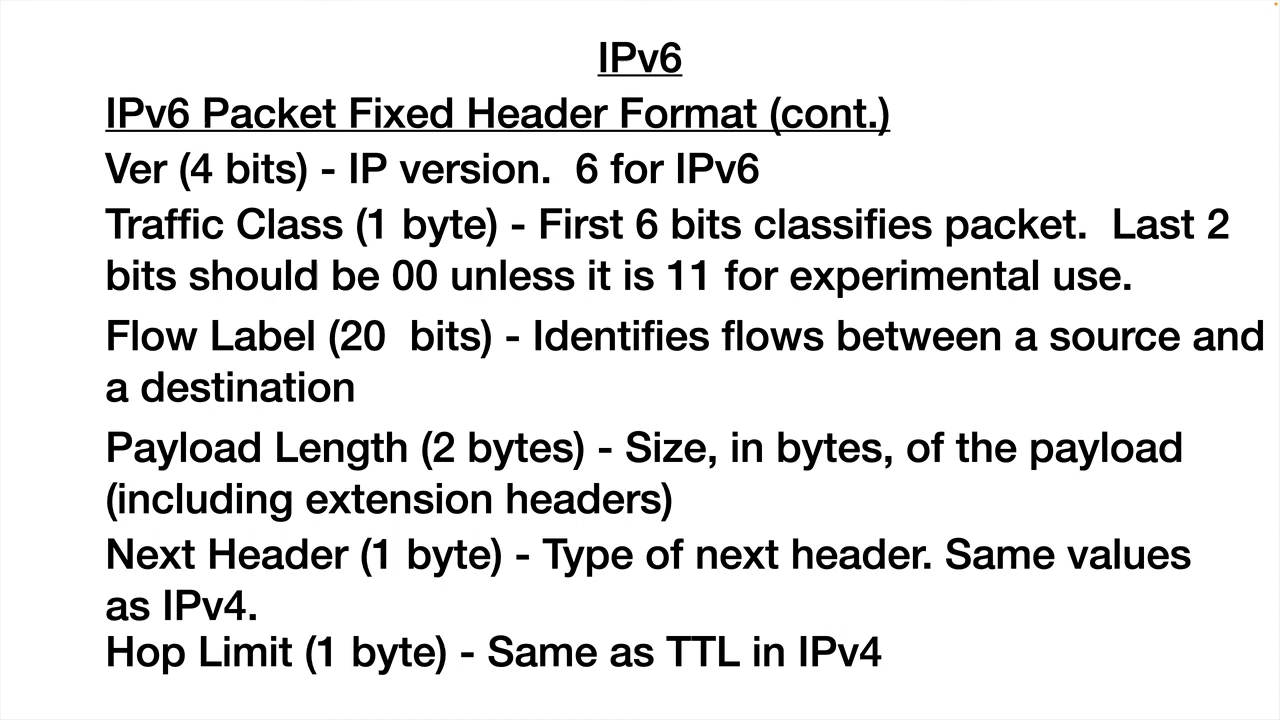 IPv6
IPv6 Packet Fixed Header Format (cont.)
Ver (4 bits) - IP version.  6 for IPv6
Traffic Class (1 byte) - First 6 bits classifies packet.  Last 2
bits should be 00 unless it is 11 for experimental use.
Flow Label (20  bits) - Identifies flows between a source and
a destination
Payload Length (2 bytes) - Size, in bytes, of the payload
(including extension headers)
Next Header (1 byte) - Type of next header. Same values
as IPv4.
Hop Limit (1 byte) - Same as TTL in IPv4